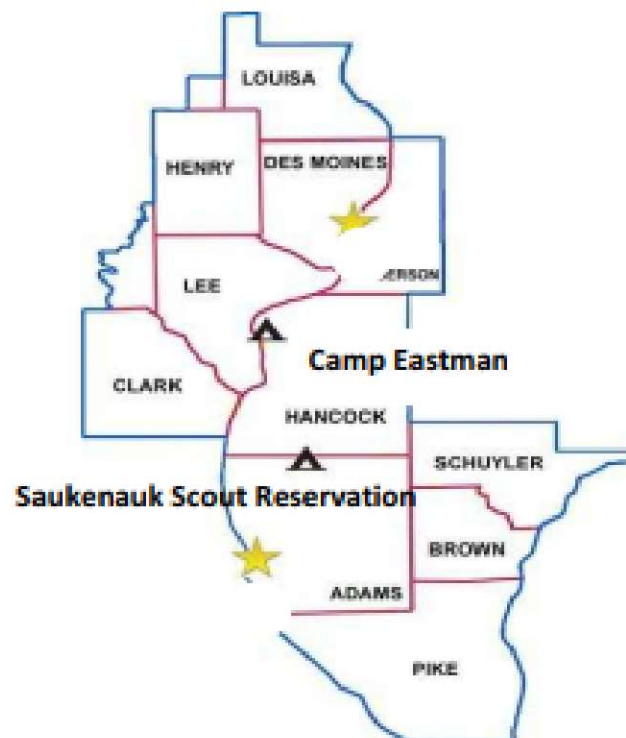 LOUISA
HENRY
DES MOINES
LEE
ERSON
Camp Eastman
CLARK
HANCOCK
SCHUYLER
Saukenauk Scout Reservation
BROWN
ADAMS
PIKE